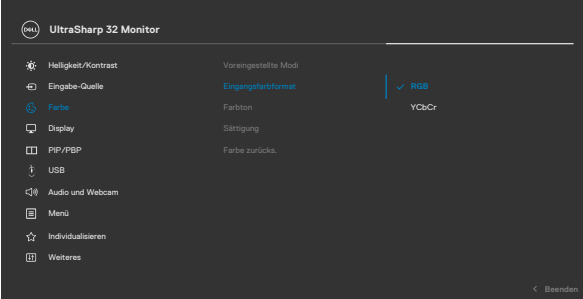 DELL UltraSharp 32 Monitor
Helligkeit/Kontrast Voreingestellte Modi
Eingabe-Quelle Eingangsfarbformat RGB
Farbe Farbton YCbCr
Display Sättigung
PIP/PBP Farbe zurücks.
USB
Audio und Webcam
Menü
Individualisieren
Weiteres
Beenden